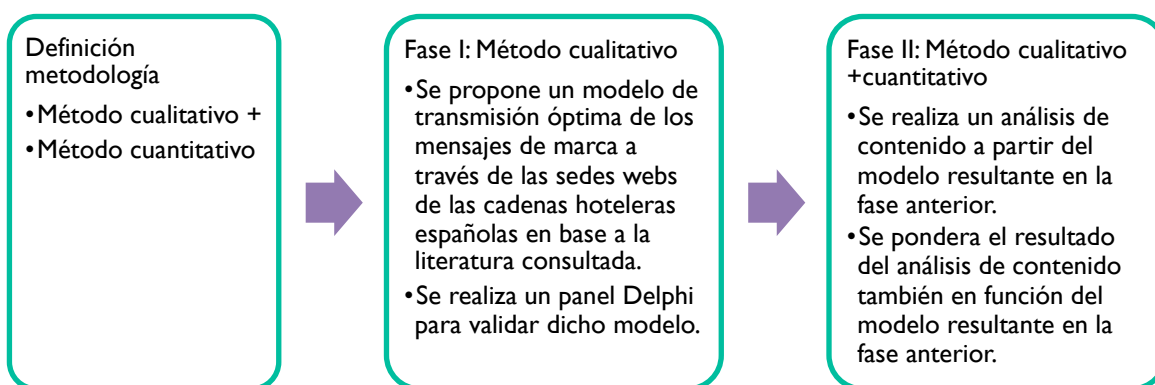 Definición
metodología
•Método cualitativo +
•Método cuantitativo
Fase I: Método cualitativo
•Se propone un modelo de
transmisión óptima de los
mensajes de marca a
través de las sedes webs
de las cadenas hoteleras
españolas en base a la
literatura consultada.
•Se realiza un panel Delphi
para validar dicho modelo.
Fase II: Método cualitativo
+cuantitativo
•Se realiza un análisis de
contenido a partir del
modelo resultante en la
fase anterior.
•Se pondera el resultado
del análisis de contenido
también en función del
modelo resultante en la
fase anterior.